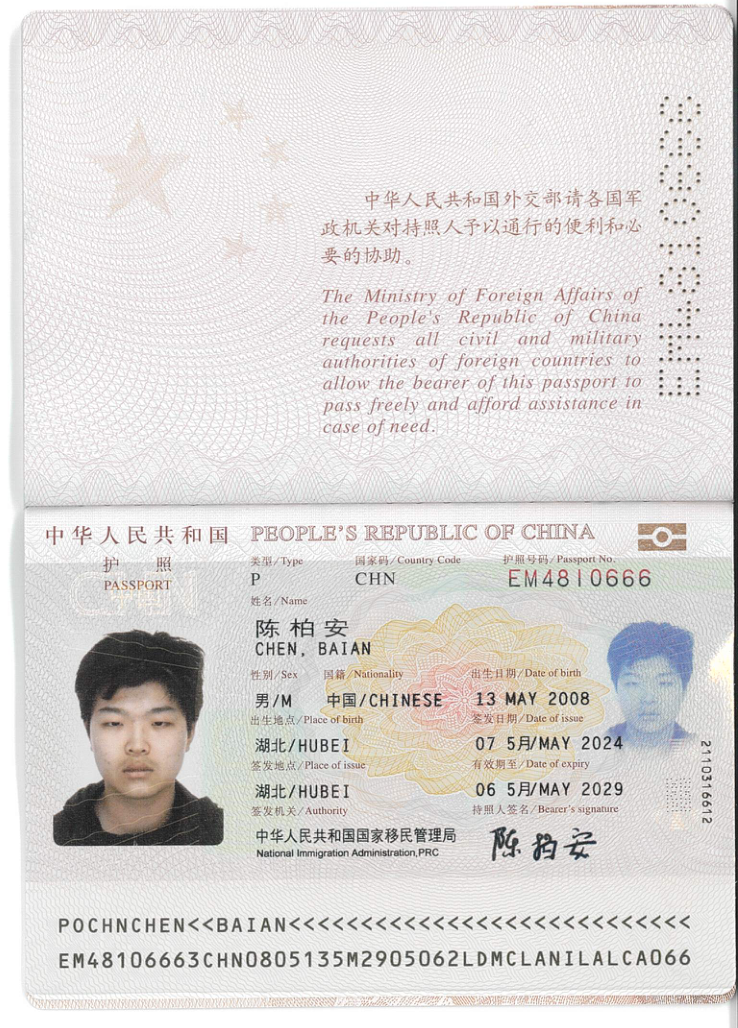 中华人民共和国外交部请各国军
政机关对持照人予以通行的便利和必
要的协助。
The Ministry of Foreign Affairs of
the People's Republic of China
requests all civil and military
authorities of foreign countries to
allow the bearer of this passport to
pass freely and afford assistance in
case of need.
EM4810666
中华人民共和国 PEOPLE'S REPUBLIC OF CHINA
护 照
PASSPORT
类型/Type 国家码/Country Code 护照号码/Passport No.
P CHN EM4810666
姓名/Name
陈柏安
CHEN, BAIAN
性别/Sex 国籍/Nationality 出生日期/Date of birth
男/M 中国/CHINESE 13 MAY 2008
出生地点/Place of birth 签发日期/Date of issue
湖北/HUBEI 07 5月/MAY 2024
签发地点/Place of issue 有效期至/Date of expiry
湖北/HUBEI 06 5月/MAY 2029
签发机关/Authority 持照人签名/Bearer's signature
中华人民共和国国家移民管理局
National Immigration Administration,PRC
陈柏安
2110316612
POCHNCHEN<<BAIAN<<<<<<<<<<<<<<<<<<<<<<<<<<<<
EM48106663CHN0805135M2905062LDMCLANILALCA066